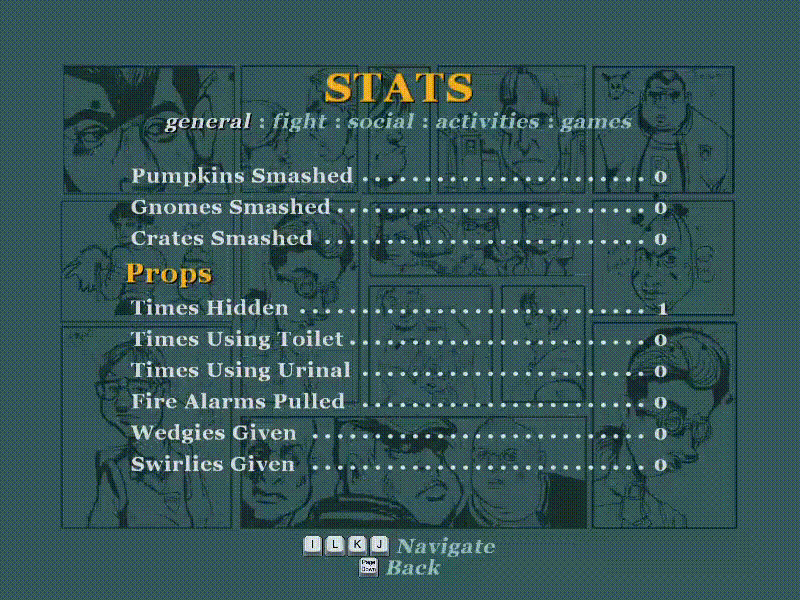 STATS
general : fight : social : activities : games
Pumpkins Smashed ........................ 0
Gnomes Smashed .......................... 0
Crates Smashed .......................... 0
Props
Times Hidden ............................ 1
Times Using Toilet ...................... 0
Times Using Urinal ...................... 0
Fire Alarms Pulled ...................... 0
Wedgies Given ........................... 0
Swirlies Given .......................... 0
I L K J Navigate
Page Down Back